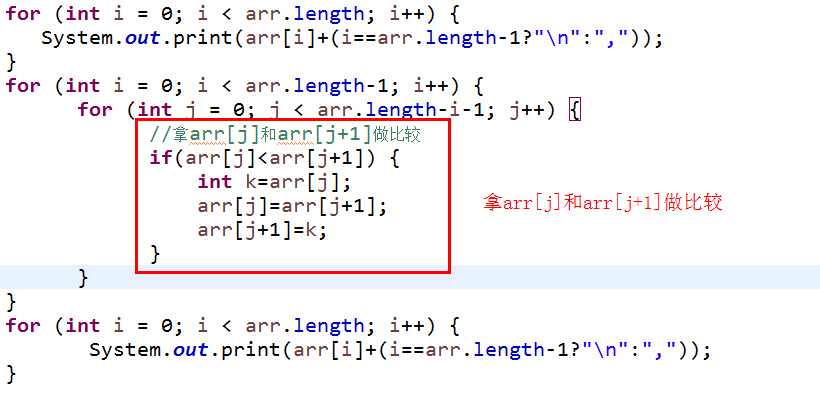 for (int i = 0; i < arr.length; i++) {
System.out.print(arr[i]+(i==arr.length-1?"\n":","));
}
for (int i = 0; i < arr.length-1; i++) {
for (int j = 0; j < arr.length-i-1; j++) {
//拿arr[j]和arr[j+1]做比较
if(arr[j]<arr[j+1]) {
int k=arr[j];
arr[j]=arr[j+1];
拿arr[j]和arr[j+1]做比较
arr[j+1]=k;
}
}
}
for (int i = 0; i < arr.length; i++) {
System.out.print(arr[i]+(i==arr.length-1?"\n":","));
}